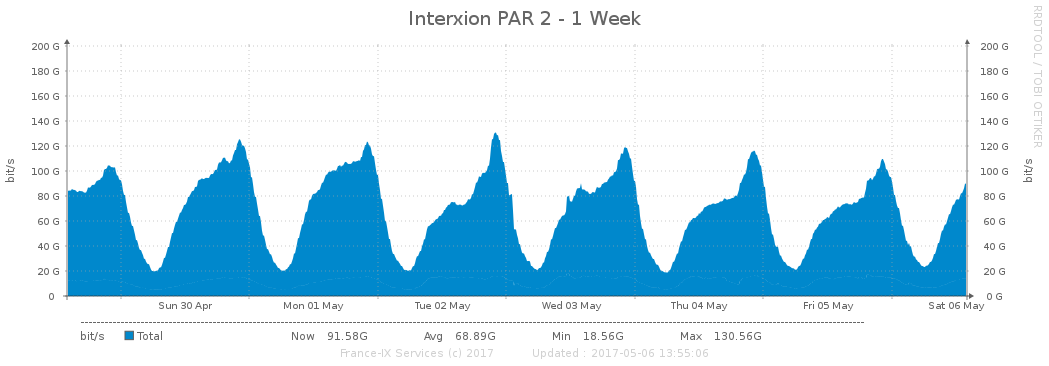 Interxion PAR 2 - 1 Week
RRDTOOL / TOBI OETIKER
bit/s
200 G 200 G
180 G 180 G
160 G 160 G
140 G 140 G
120 G 120 G
100 G 100 G
80 G 80 G
60 G 60 G
40 G 40 G
20 G 20 G
0 0 G
bit/s
Sun 30 Apr Mon 01 May Tue 02 May Wed 03 May Thu 04 May Fri 05 May Sat 06 May
bit/s Total Now 91.58G Avg 68.89G Min 18.56G Max 130.56G
France-IX Services (c) 2017 Updated : 2017-05-06 13:55:06